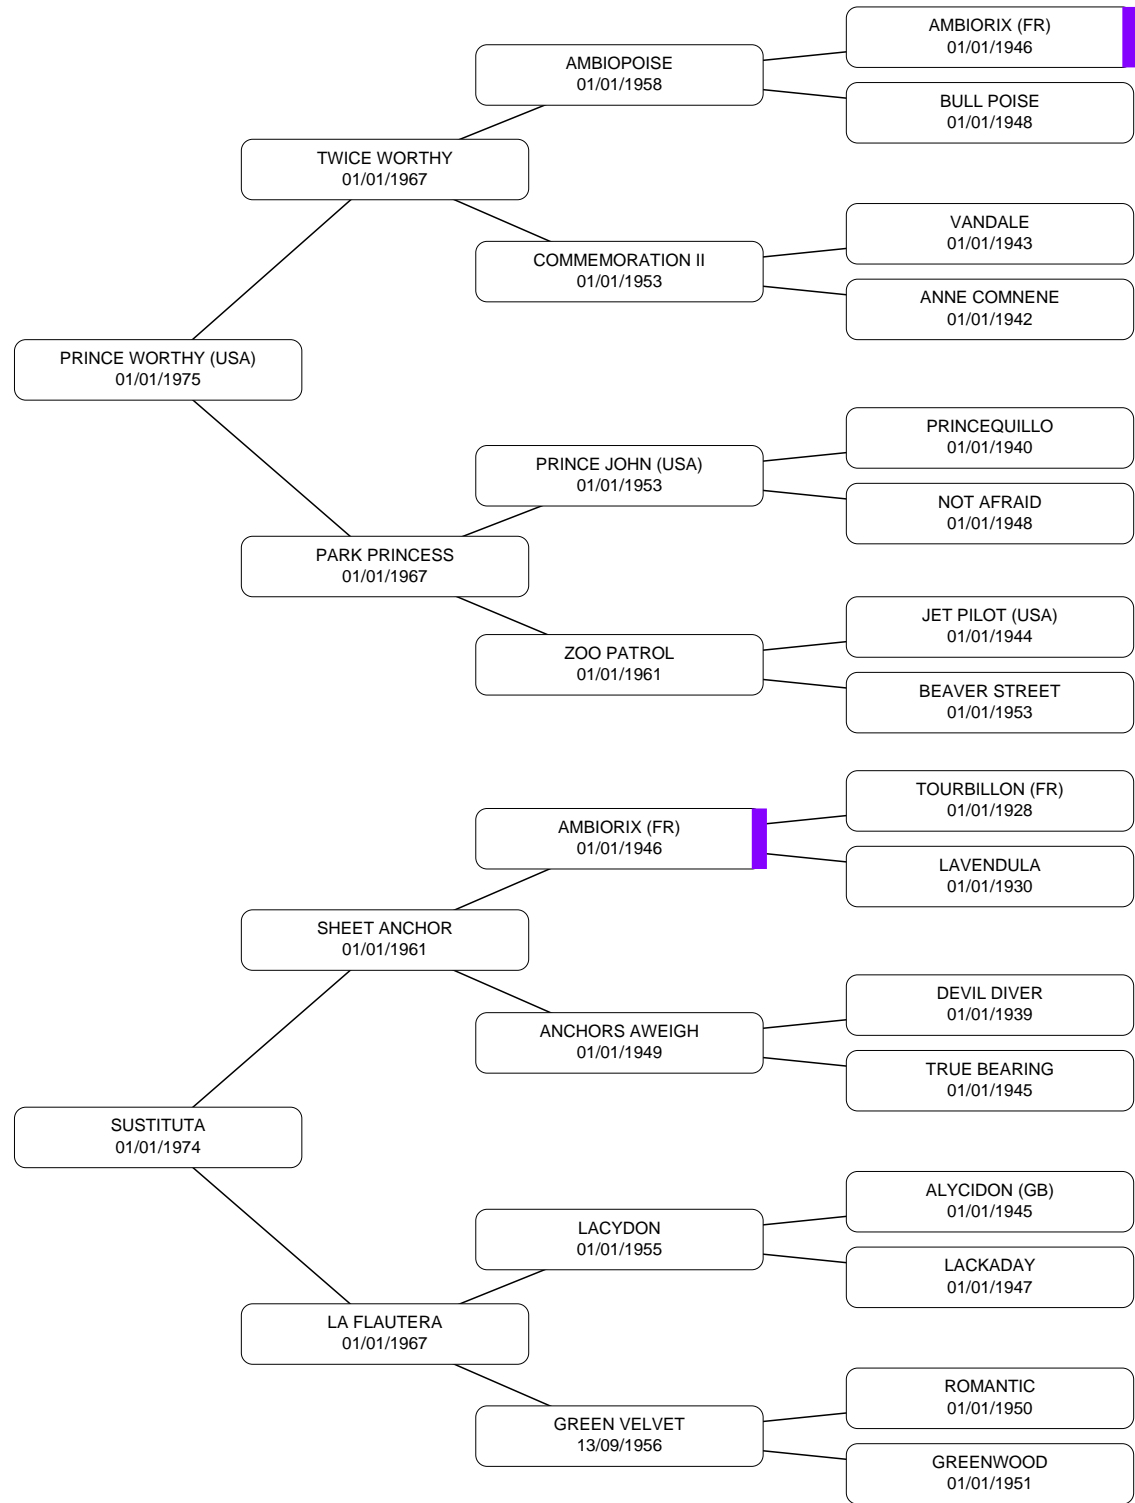 AMBIORIX (FR)
01/01/1946
AMBIOPOISE
01/01/1958
BULL POISE
01/01/1948
TWICE WORTHY
01/01/1967
VANDALE
01/01/1943
COMMEMORATION II
01/01/1953
ANNE COMNENE
01/01/1942
PRINCE WORTHY (USA)
01/01/1975
PRINCEQUILLO
01/01/1940
PRINCE JOHN (USA)
01/01/1953
NOT AFRAID
01/01/1948
PARK PRINCESS
01/01/1967
JET PILOT (USA)
01/01/1944
ZOO PATROL
01/01/1961
BEAVER STREET
01/01/1953
TOURBILLON (FR)
01/01/1928
AMBIORIX (FR)
01/01/1946
LAVENDULA
01/01/1930
SHEET ANCHOR
01/01/1961
DEVIL DIVER
01/01/1939
ANCHORS AWEIGH
01/01/1949
TRUE BEARING
01/01/1945
SUSTITUTA
01/01/1974
ALYCIDON (GB)
01/01/1945
LACYDON
01/01/1955
LACKADAY
01/01/1947
LA FLAUTERA
01/01/1967
ROMANTIC
01/01/1950
GREEN VELVET
13/09/1956
GREENWOOD
01/01/1951